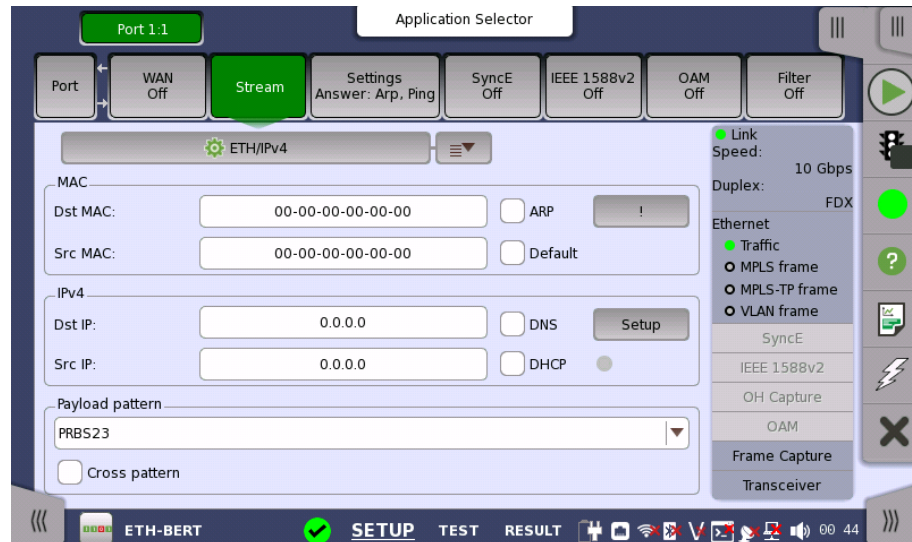 Application Selector
Port 1:1
Port
WAN
Off
Stream
Settings
Answer: Arp, Ping
SyncE
Off
IEEE 1588v2
Off
OAM
Off
Filter
Off
ETH/IPv4
MAC
Dst MAC:
00-00-00-00-00-00
ARP
!
Src MAC:
00-00-00-00-00-00
Default
IPv4
Dst IP:
0.0.0.0
DNS
Setup
Src IP:
0.0.0.0
DHCP
Payload pattern
PRBS23
Cross pattern
Link
Speed:
10 Gbps
Duplex:
FDX
Ethernet
Traffic
MPLS frame
MPLS-TP frame
VLAN frame
SyncE
IEEE 1588v2
OH Capture
OAM
Frame Capture
Transceiver
?
ETH-BERT
SETUP
TEST
RESULT
00 44